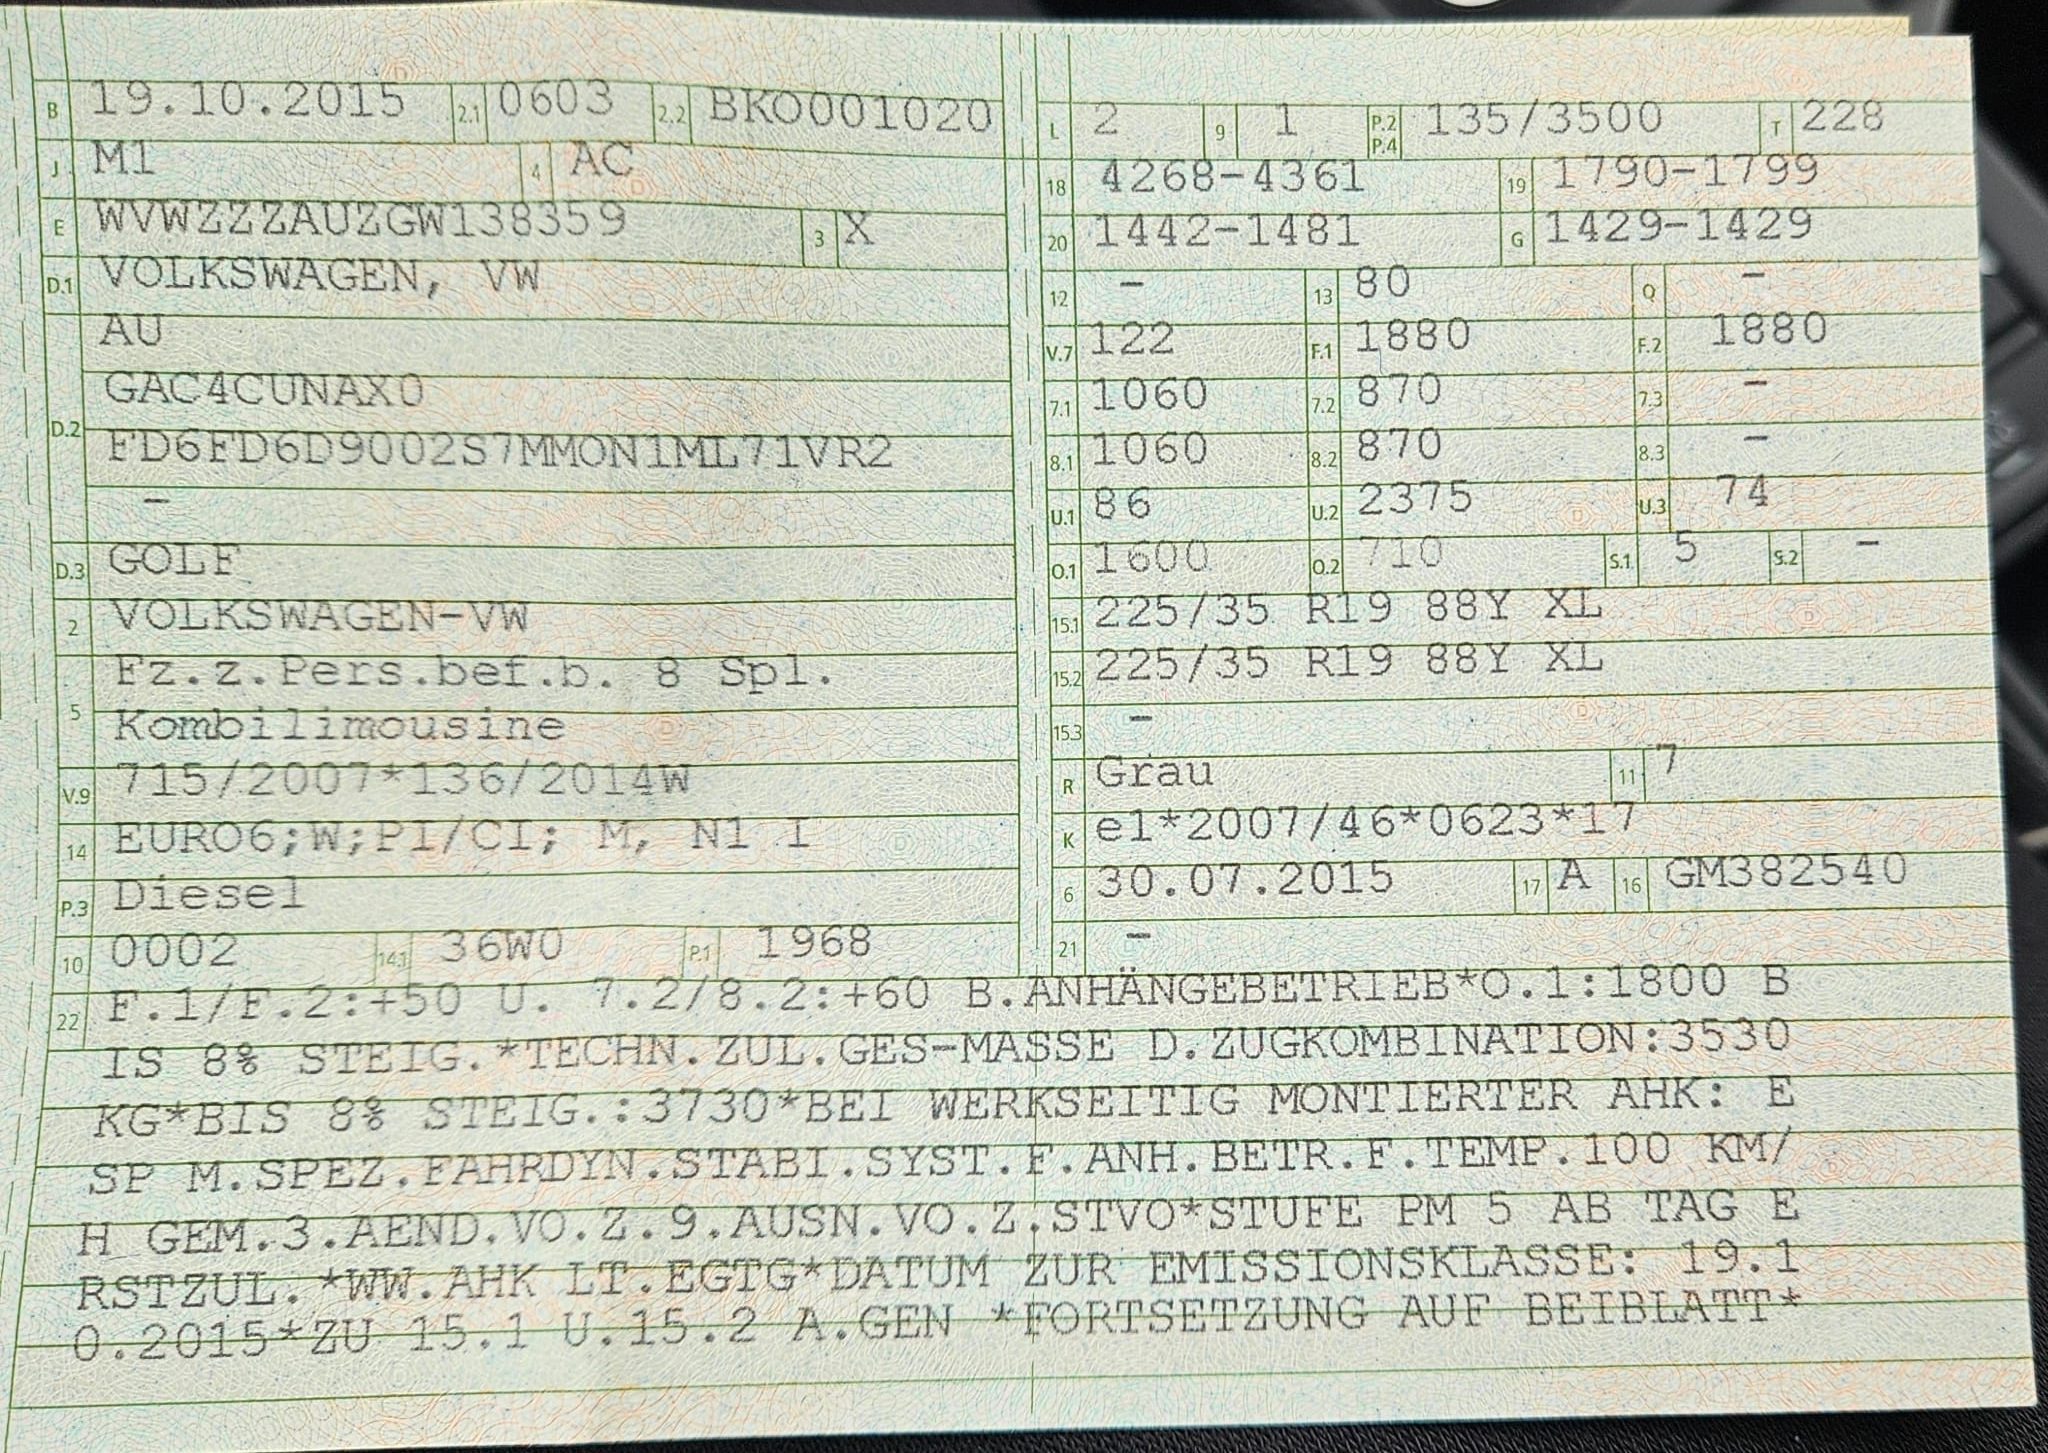 B 19.10.2015 2.1 0603 2.2 BKO001020
J M1 4 AC
E WVWZZZAUZGW138359 3 X
D.1 VOLKSWAGEN, VW
AU
GAC4CUNAX0
D.2 FD6FD6D9002S7MMON1ML71VR2
-
D.3 GOLF
2 VOLKSWAGEN-VW
Fz.z.Pers.bef.b. 8 Spl.
5 Kombilimousine
V.9 715/2007*136/2014W
14 EURO6;W;PI/CI; M, N1 I
P.3 Diesel
10 0002 14.1 36W0 P.1 1968
L 2 9 1 P.2 P.4 135/3500 T 228
18 4268-4361 19 1790-1799
20 1442-1481 G 1429-1429
12 - 13 80 Q -
V.7 122 F.1 1880 F.2 1880
7.1 1060 7.2 870 7.3 -
8.1 1060 8.2 870 8.3 -
U.1 86 U.2 2375 U.3 74
O.1 1600 O.2 710 S.1 5 S.2 -
15.1 225/35 R19 88Y XL
15.2 225/35 R19 88Y XL
15.3 -
R Grau 11 7
K e1*2007/46*0623*17
6 30.07.2015 17 A 16 GM382540
21 -
22 F.1/F.2:+50 U. 7.2/8.2:+60 B.ANHÄNGEBETRIEB*O.1:1800 B
IS 8% STEIG.*TECHN.ZUL.GES-MASSE D.ZUGKOMBINATION:3530
KG*BIS 8% STEIG.:3730*BEI WERKSEITIG MONTIERTER AHK: E
SP M.SPEZ.FAHRDYN.STABI.SYST.F.ANH.BETR.F.TEMP.100 KM/
H GEM.3.AEND.VO.Z.9.AUSN.VO.Z.STVO*STUFE PM 5 AB TAG E
RSTZUL.*WW.AHK LT.EGTG*DATUM ZUR EMISSIONSKLASSE: 19.1
0.2015*ZU 15.1 U.15.2 A.GEN *FORTSETZUNG AUF BEIBLATT*